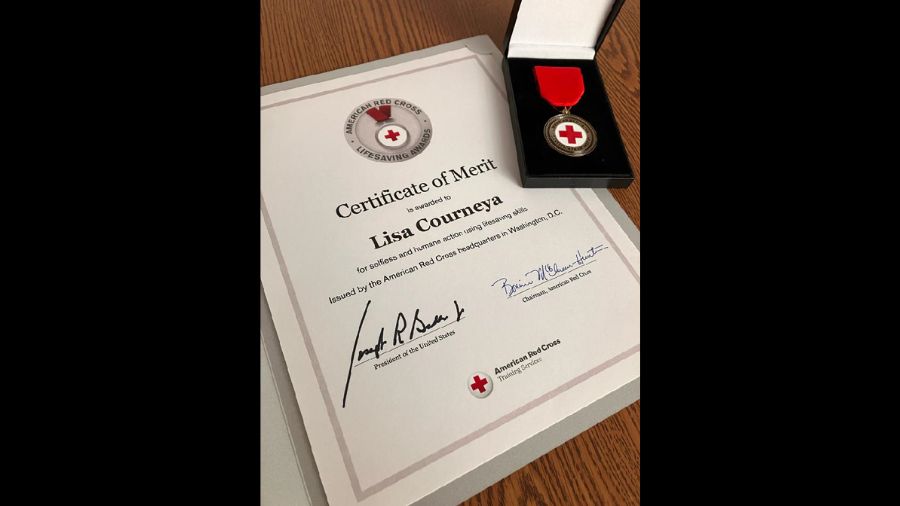 AMERICAN RED CROSS
LIFESAVING AWARDS
Certificate of Merit
is awarded to
Lisa Courneya
for selfless and humane action using lifesaving skills
Issued by the American Red Cross headquarters in Washington, D.C.
President of the United States
Chairman, American Red Cross
American Red Cross
Training Services